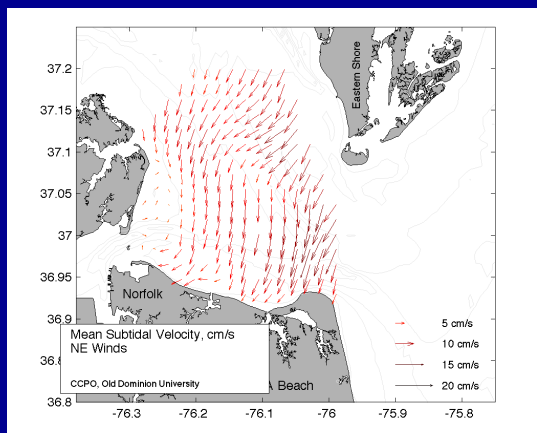 37.2
37.15
37.1
37.05
37
36.95
36.9
36.8
36.8
Eastern Shore
Norfolk
Mean Subtidal Velocity, cm/s
NE Winds
CCPO, Old Dominion University
A Beach
5 cm/s
10 cm/s
15 cm/s
20 cm/s
-76.3
-76.2
-76.1
-76
-75.9
-75.8